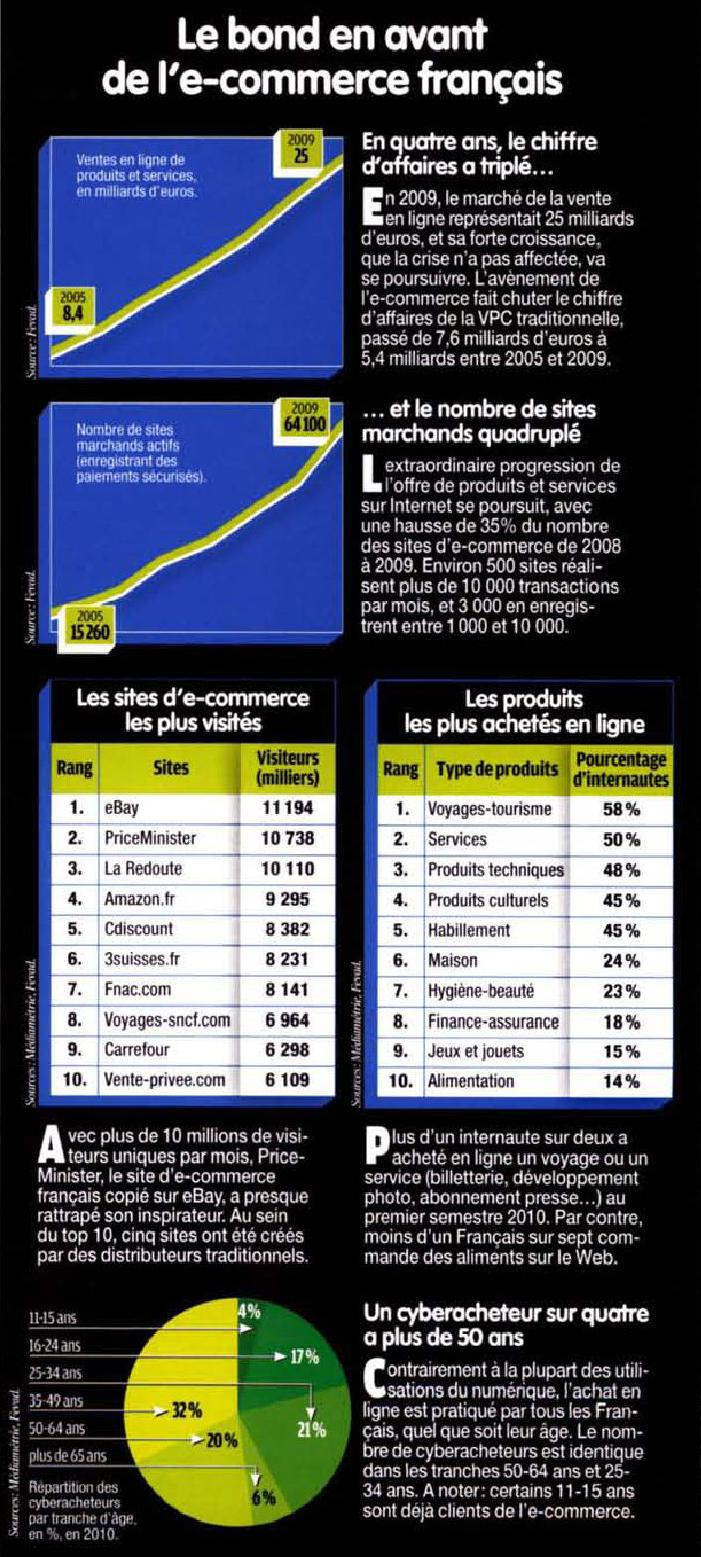 Le bond en avant
de l'e-commerce français
Ventes en ligne de
produits et services,
en milliards d'euros.
2009
25
2005
8,4
Source : Fevad.
En quatre ans, le chiffre
d'affaires a triplé...
En 2009, le marché de la vente
en ligne représentait 25 milliards
d'euros, et sa forte croissance,
que la crise n'a pas affectée, va
se poursuivre. L'avènement de
l'e-commerce fait chuter le chiffre
d'affaires de la VPC traditionnelle,
passé de 7,6 milliards d'euros à
5,4 milliards entre 2005 et 2009.
Nombre de sites
marchands actifs
(enregistrant des
paiements sécurisés).
2009
64 100
2005
15 260
Source : Fevad.
... et le nombre de sites
marchands quadruplé
L'extraordinaire progression de
l'offre de produits et services
sur Internet se poursuit, avec
une hausse de 35% du nombre
des sites d'e-commerce de 2008
à 2009. Environ 500 sites réali-
sent plus de 10 000 transactions
par mois, et 3 000 en enregis-
trent entre 1 000 et 10 000.
Les sites d'e-commerce
les plus visités
Rang Sites Visiteurs (milliers)
1. eBay 11 194
2. PriceMinister 10 738
3. La Redoute 10 110
4. Amazon.fr 9 295
5. Cdiscount 8 382
6. 3suisses.fr 8 231
7. Fnac.com 8 141
8. Voyages-sncf.com 6 964
9. Carrefour 6 298
10. Vente-privee.com 6 109
Sources : Médiamétrie, Fevad.
Les produits
les plus achetés en ligne
Rang Type de produits Pourcentage d'internautes
1. Voyages-tourisme 58 %
2. Services 50 %
3. Produits techniques 48 %
4. Produits culturels 45 %
5. Habillement 45 %
6. Maison 24 %
7. Hygiène-beauté 23 %
8. Finance-assurance 18 %
9. Jeux et jouets 15 %
10. Alimentation 14 %
Sources : Médiamétrie, Fevad.
Avec plus de 10 millions de visi-
teurs uniques par mois, Price-
Minister, le site d'e-commerce
français copié sur eBay, a presque
rattrapé son inspirateur. Au sein
du top 10, cinq sites ont été créés
par des distributeurs traditionnels.
Plus d'un internaute sur deux a
acheté en ligne un voyage ou un
service (billetterie, développement
photo, abonnement presse...) au
premier semestre 2010. Par contre,
moins d'un Français sur sept com-
mande des aliments sur le Web.
11-15 ans
16-24 ans
25-34 ans
35-49 ans
50-64 ans
plus de 65 ans
4%
17%
21%
32%
20%
6%
Répartition des
cyberacheteurs
par tranche d'âge,
en %, en 2010.
Sources : Médiamétrie, Fevad.
Un cyberacheteur sur quatre
a plus de 50 ans
Contrairement à la plupart des utili-
sations du numérique, l'achat en
ligne est pratiqué par tous les Fran-
çais, quel que soit leur âge. Le nom-
bre de cyberacheteurs est identique
dans les tranches 50-64 ans et 25-
34 ans. A noter : certains 11-15 ans
sont déjà clients de l'e-commerce.